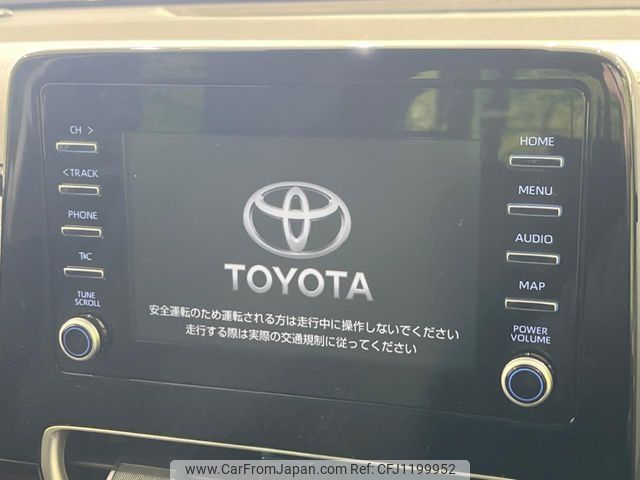 CH >
< TRACK
PHONE
TC
TUNE
SCROLL
TOYOTA
安全運転のため運転される方は走行中に操作しないでください
走行する際は実際の交通規制に従ってください
HOME
MENU
AUDIO
MAP
POWER
VOLUME
www.CarFromJapan.com CFJ1199952